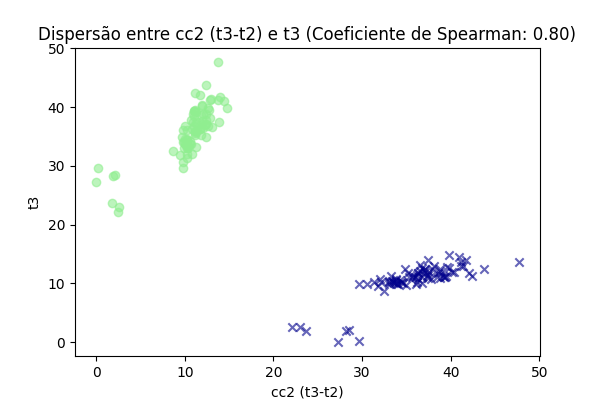 Dispersão entre cc2 (t3-t2) e t3 (Coeficiente de Spearman: 0.80)
50
40
30
20
10
0
t3
0 10 20 30 40 50
cc2 (t3-t2)